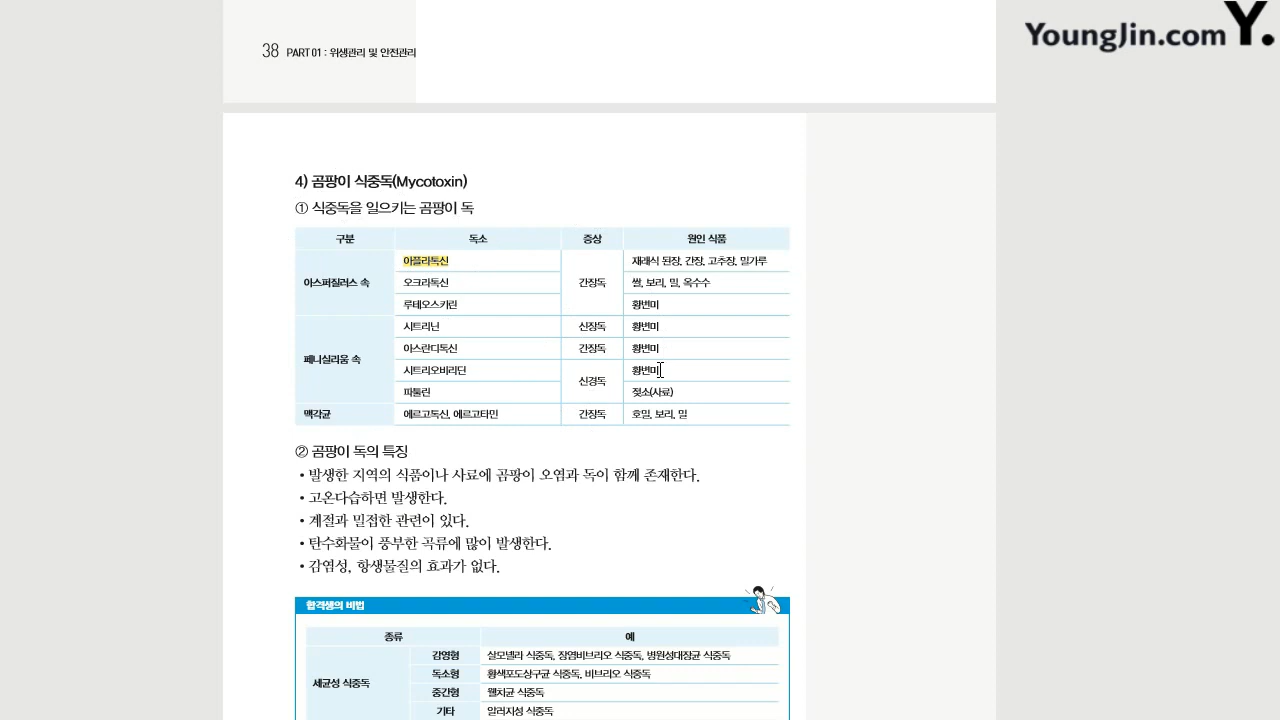 YoungJin.com Y.
38 PART 01 : 위생관리 및 안전관리
4) 곰팡이 식중독(Mycotoxin)
① 식중독을 일으키는 곰팡이 독
구분 독소 증상 원인 식품
아스퍼질러스 속 아플라톡신 간장독 재래식 된장, 간장, 고추장, 밀가루
오크라톡신 쌀, 보리, 밀, 옥수수
루테오스키린 황변미
페니실리움 속 시트리닌 신장독 황변미
아스란디톡신 간장독 황변미
시트리오비리딘 신경독 황변미
파툴린 젖소(사료)
맥각균 에르고톡신, 에르고타민 간장독 호밀, 보리, 밀
② 곰팡이 독의 특징
• 발생한 지역의 식품이나 사료에 곰팡이 오염과 독이 함께 존재한다.
• 고온다습하면 발생한다.
• 계절과 밀접한 관련이 있다.
• 탄수화물이 풍부한 곡류에 많이 발생한다.
• 감염성, 항생물질의 효과가 없다.
합격생의 비법
종류 예
세균성 식중독 감염형 살모넬라 식중독, 장염비브리오 식중독, 병원성대장균 식중독
독소형 황색포도상구균 식중독, 비브리오 식중독
중간형 웰치균 식중독
기타 알러지성 식중독